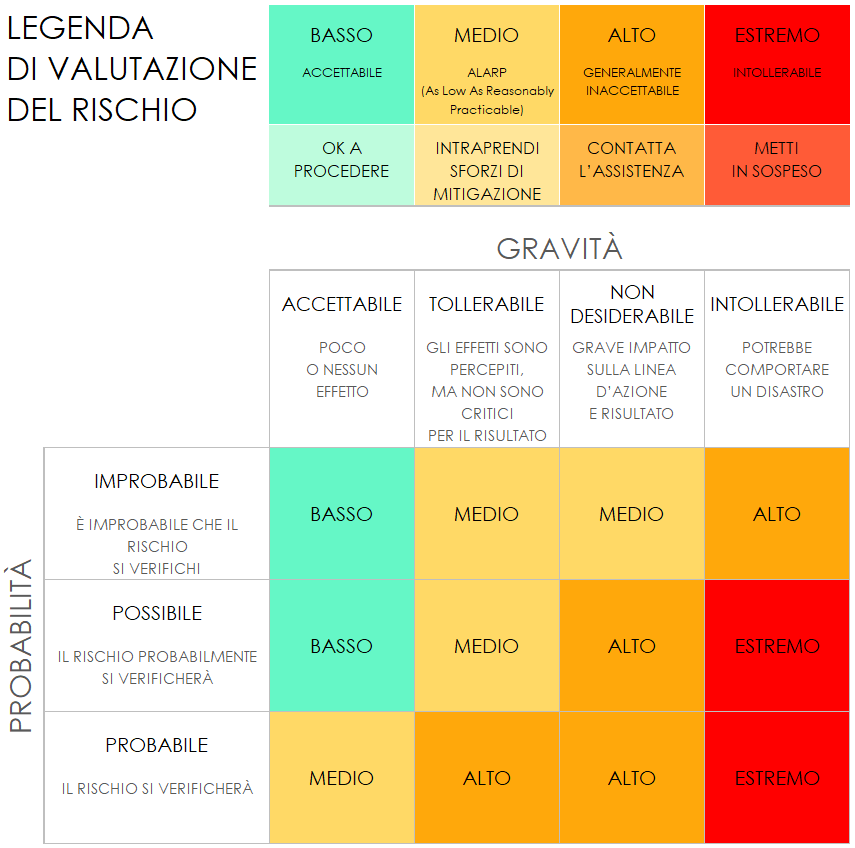 LEGENDA
DI VALUTAZIONE
DEL RISCHIO
BASSO
ACCETTABILE
MEDIO
ALARP
(As Low As Reasonably
Practicable)
ALTO
GENERALMENTE
INACCETTABILE
ESTREMO
INTOLLERABILE
OK A
PROCEDERE
INTRAPRENDI
SFORZI DI
MITIGAZIONE
CONTATTA
L’ASSISTENZA
METTI
IN SOSPESO
GRAVITÀ
ACCETTABILE
POCO
O NESSUN
EFFETTO
TOLLERABILE
GLI EFFETTI SONO
PERCEPITI,
MA NON SONO
CRITICI
PER IL RISULTATO
NON
DESIDERABILE
GRAVE IMPATTO
SULLA LINEA
D’AZIONE
E RISULTATO
INTOLLERABILE
POTREBBE
COMPORTARE
UN DISASTRO
PROBABILITÀ
IMPROBABILE
È IMPROBABILE CHE IL
RISCHIO
SI VERIFICHI
BASSO
MEDIO
MEDIO
ALTO
POSSIBILE
IL RISCHIO PROBABILMENTE
SI VERIFICHERÀ
BASSO
MEDIO
ALTO
ESTREMO
PROBABILE
IL RISCHIO SI VERIFICHERÀ
MEDIO
ALTO
ALTO
ESTREMO